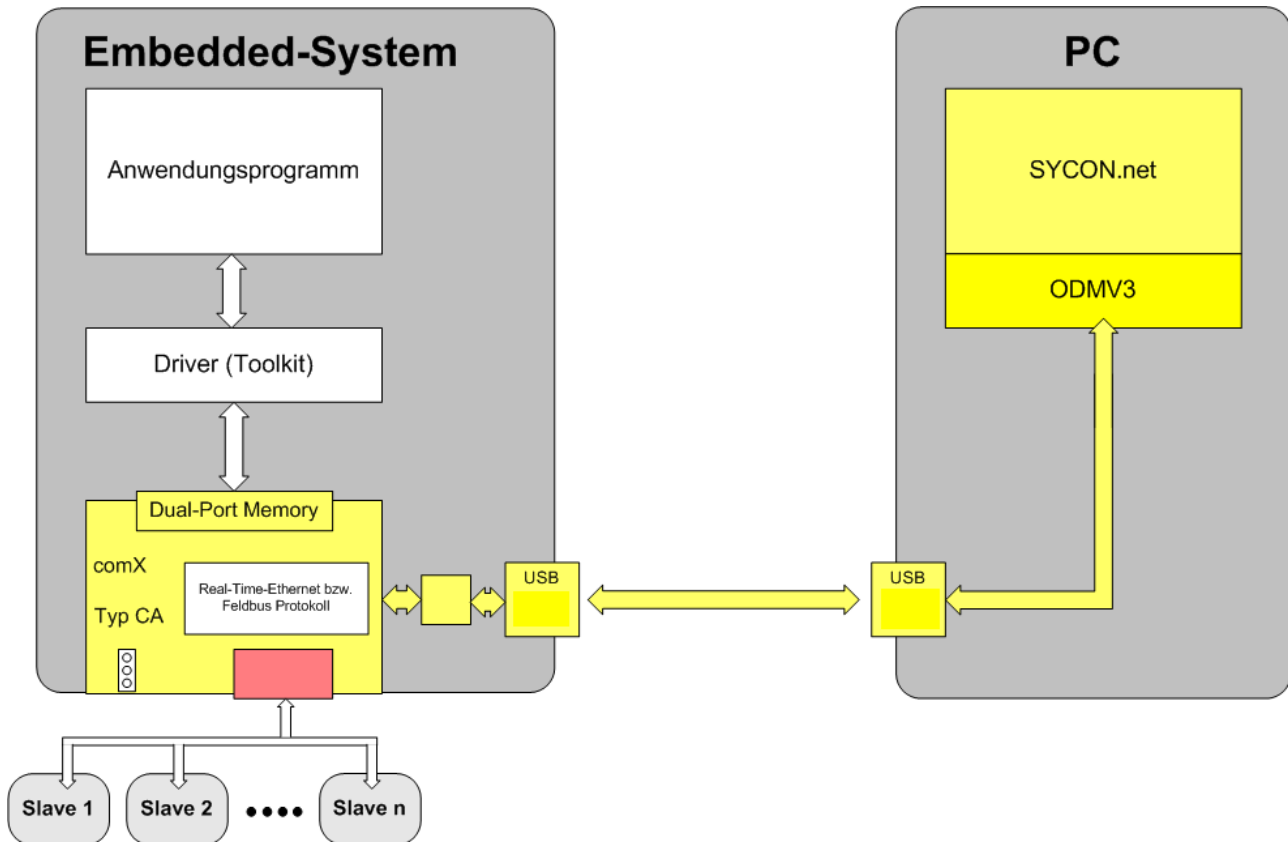 Embedded-System
Anwendungsprogramm
Driver (Toolkit)
Dual-Port Memory
comX
Typ CA
Real-Time-Ethernet bzw.
Feldbus Protokoll
USB
Slave 1
Slave 2
Slave n
PC
SYCON.net
ODMV3
USB